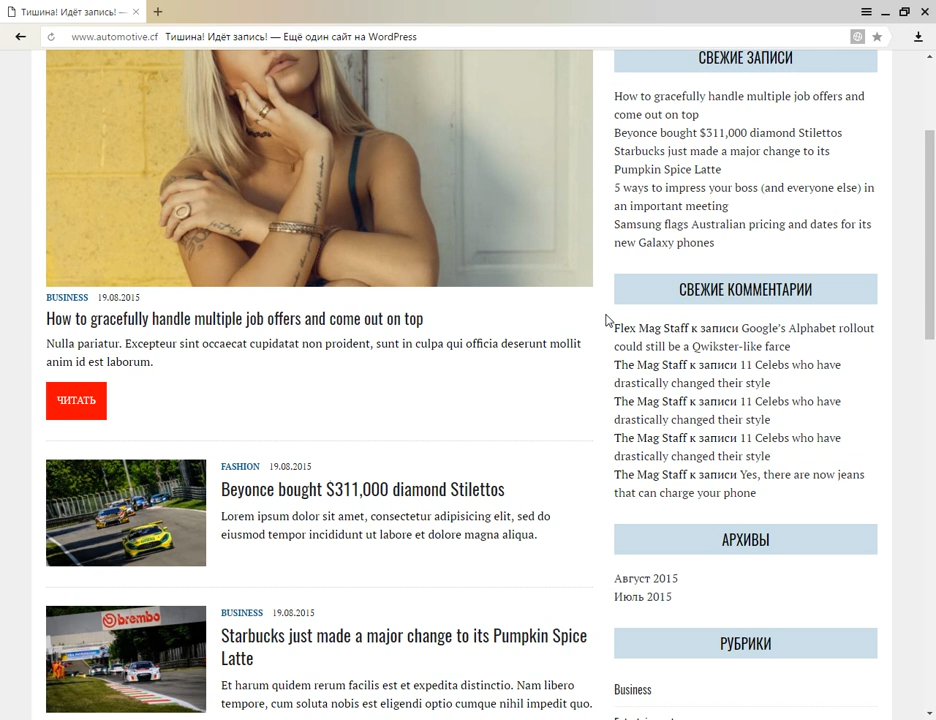 Тишина! Идёт запись! —
www.automotive.cf Тишина! Идёт запись! — Ещё один сайт на WordPress
BUSINESS 19.08.2015
How to gracefully handle multiple job offers and come out on top
Nulla pariatur. Excepteur sint occaecat cupidatat non proident, sunt in culpa qui officia deserunt mollit
anim id est laborum.
ЧИТАТЬ
FASHION 19.08.2015
Beyonce bought $311,000 diamond Stilettos
Lorem ipsum dolor sit amet, consectetur adipisicing elit, sed do
eiusmod tempor incididunt ut labore et dolore magna aliqua.
brembo
BUSINESS 19.08.2015
Starbucks just made a major change to its Pumpkin Spice
Latte
Et harum quidem rerum facilis est et expedita distinctio. Nam libero
tempore, cum soluta nobis est eligendi optio cumque nihil impedit quo.
СВЕЖИЕ ЗАПИСИ
How to gracefully handle multiple job offers and
come out on top
Beyonce bought $311,000 diamond Stilettos
Starbucks just made a major change to its
Pumpkin Spice Latte
5 ways to impress your boss (and everyone else) in
an important meeting
Samsung flags Australian pricing and dates for its
new Galaxy phones
СВЕЖИЕ КОММЕНТАРИИ
Flex Mag Staff к записи Google's Alphabet rollout
could still be a Qwikster-like farce
The Mag Staff к записи 11 Celebs who have
drastically changed their style
The Mag Staff к записи 11 Celebs who have
drastically changed their style
The Mag Staff к записи 11 Celebs who have
drastically changed their style
The Mag Staff к записи Yes, there are now jeans
that can charge your phone
АРХИВЫ
Август 2015
Июль 2015
РУБРИКИ
Business